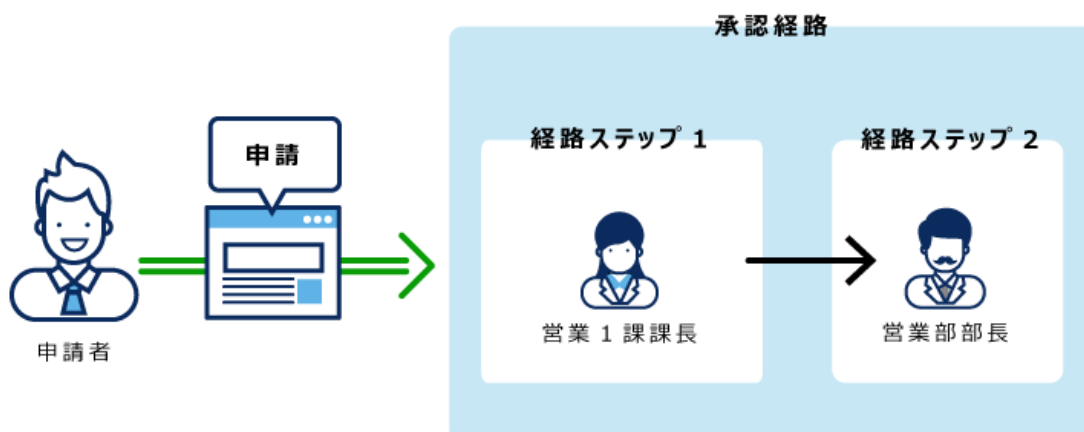 承認経路
申請
経路ステップ 1
経路ステップ 2
申請者
営業 1 課課長
営業部部長